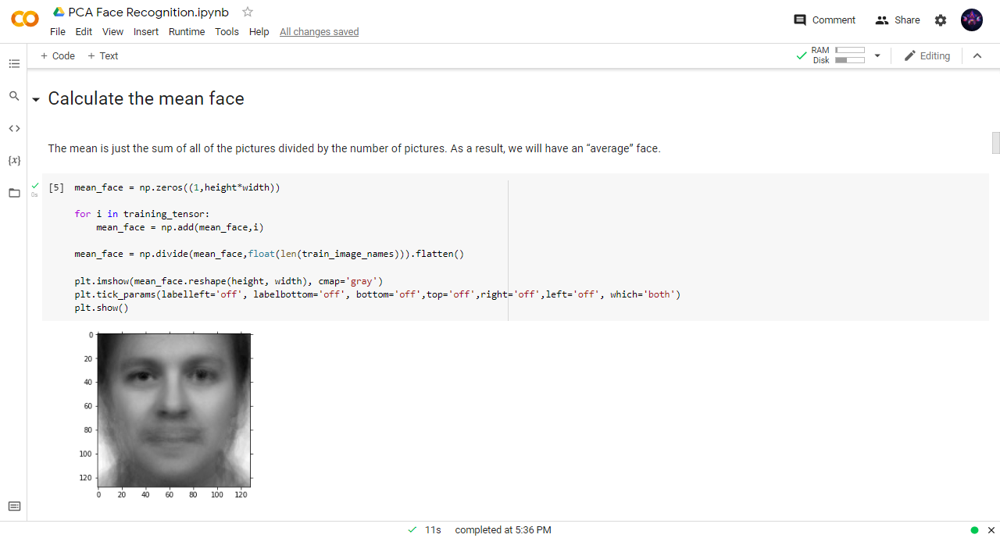 PCA Face Recognition.ipynb
File Edit View Insert Runtime Tools Help All changes saved
Comment Share
+ Code + Text
RAM
Disk
Editing
Calculate the mean face
{x}
The mean is just the sum of all of the pictures divided by the number of pictures. As a result, we will have an “average” face.
0s
[5] mean_face = np.zeros((1,height*width))
for i in training_tensor:
    mean_face = np.add(mean_face,i)
mean_face = np.divide(mean_face,float(len(train_image_names))).flatten()
plt.imshow(mean_face.reshape(height, width), cmap='gray')
plt.tick_params(labelleft='off', labelbottom='off', bottom='off',top='off',right='off',left='off', which='both')
plt.show()
0
20
40
60
80
100
120
0 20 40 60 80 100 120
11s completed at 5:36 PM